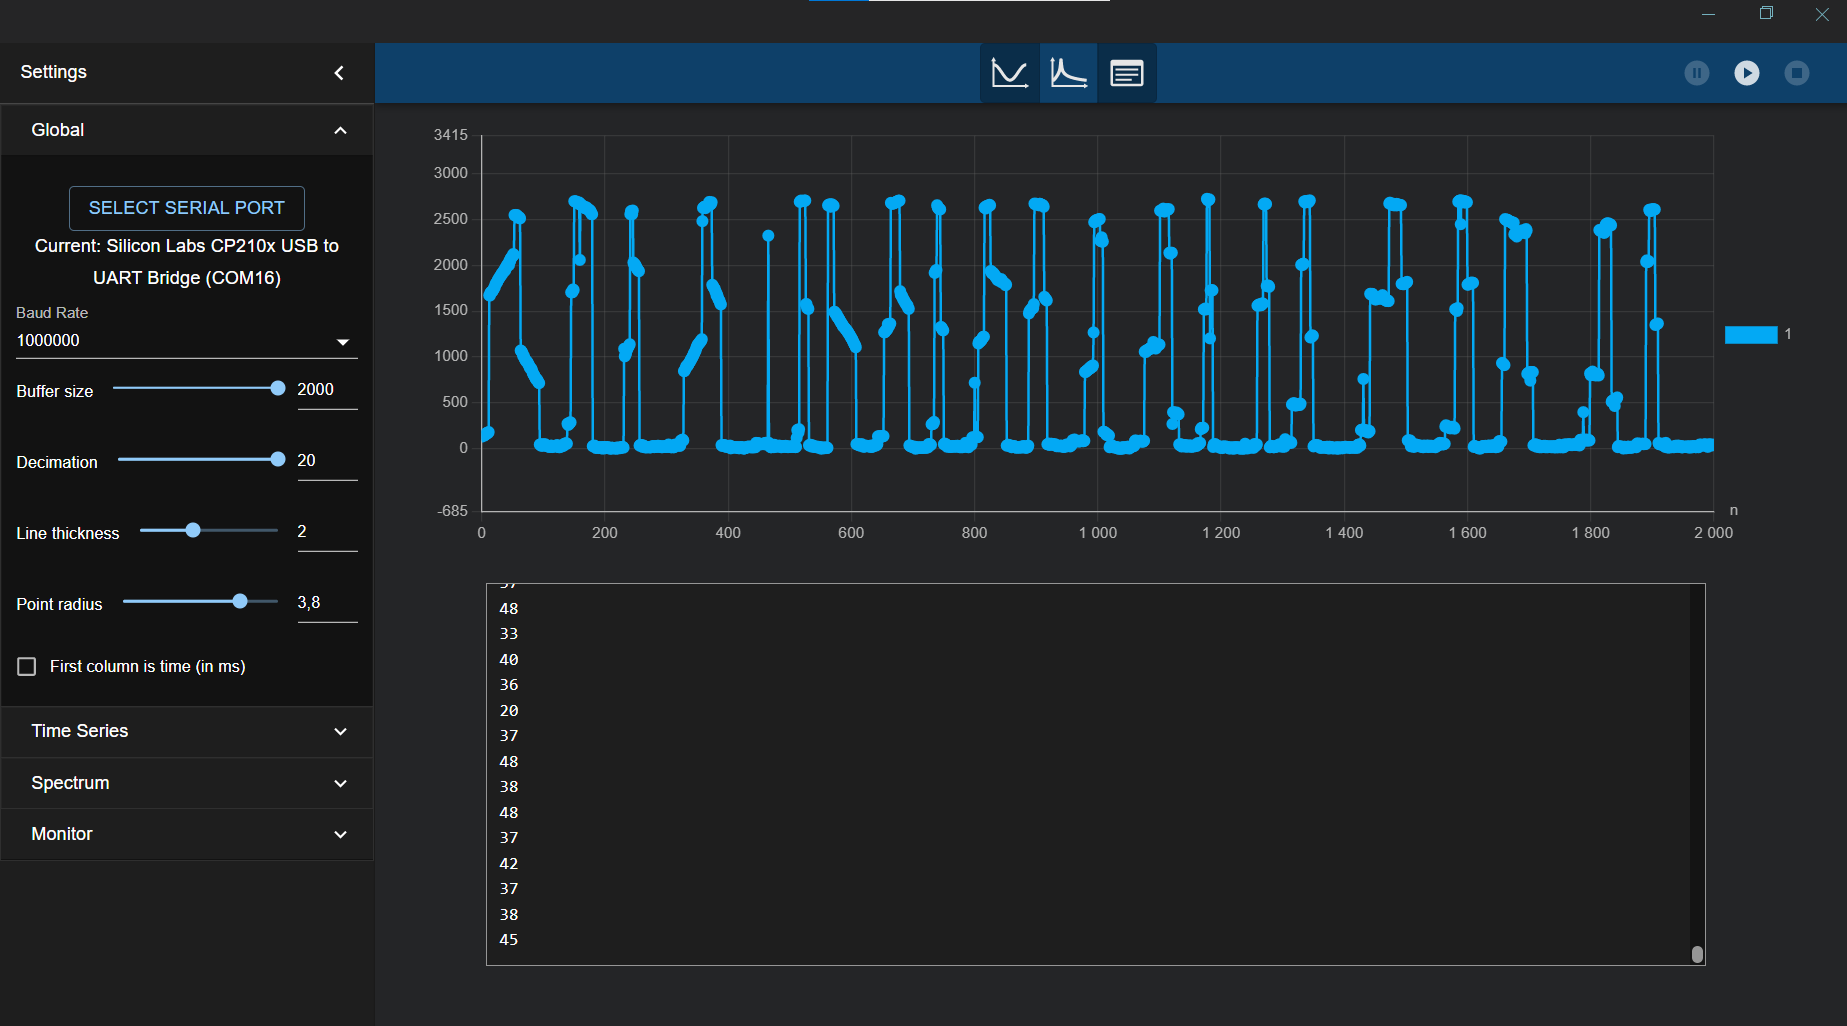 Settings
Global
SELECT SERIAL PORT
Current: Silicon Labs CP210x USB to
UART Bridge (COM16)
Baud Rate
1000000
Buffer size 2000
Decimation 20
Line thickness 2
Point radius 3,8
First column is time (in ms)
Time Series
Spectrum
Monitor
3415
3000
2500
2000
1500
1000
500
0
-685
0 200 400 600 800 1 000 1 200 1 400 1 600 1 800 2 000
n
1
37
48
33
40
36
20
37
48
38
48
37
42
37
38
45